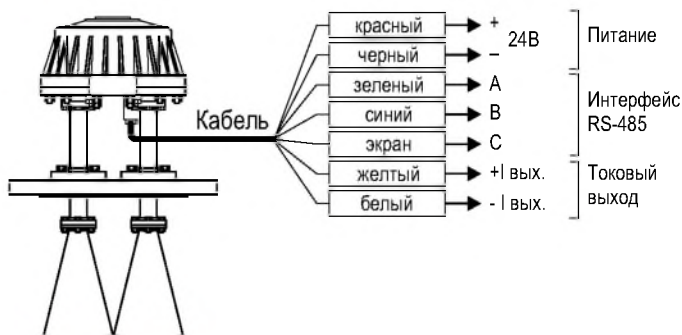 красный + 24В Питание
черный –
зеленый A Интерфейс RS-485
Кабель синий B
экран C
желтый +I вых. Токовый выход
белый - I вых.